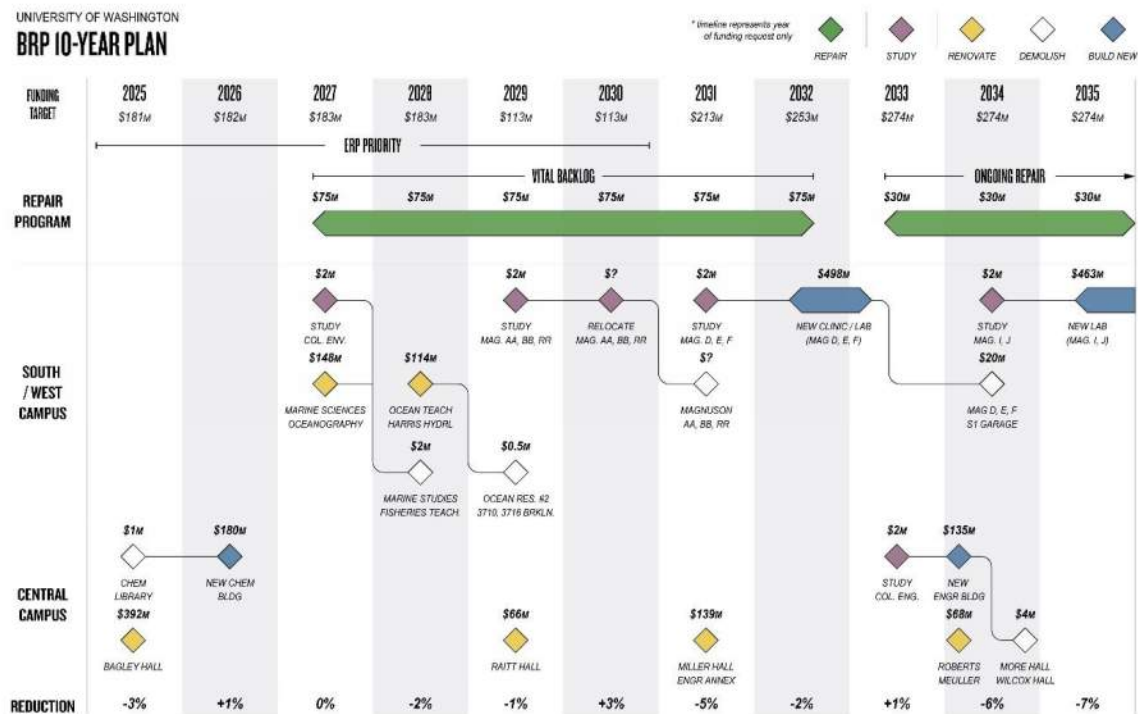 UNIVERSITY OF WASHINGTON
BRP 10-YEAR PLAN
* timeline represents year
of funding request only
REPAIR
STUDY
RENOVATE
DEMOLISH
BUILD NEW
FUNDING
TARGET
2025
2026
2027
2028
2029
2030
2031
2032
2033
2034
2035
$181M
$182M
$183M
$183M
$113M
$113M
$213M
$253M
$274M
$274M
$274M
ERP PRIORITY
VITAL BACKLOG
ONGOING REPAIR
REPAIR
PROGRAM
$75M
$75M
$75M
$75M
$75M
$75M
$30M
$30M
$30M
SOUTH
/ WEST
CAMPUS
$2M
STUDY
COL. ENV.
$2M
STUDY
MAG. AA, BB, RR
$?
RELOCATE
MAG. AA, BB, RR
$2M
STUDY
MAG. D, E, F
$498M
NEW CLINIC / LAB
(MAG D, E, F)
$2M
STUDY
MAG. I, J
$463M
NEW LAB
(MAG. I, J)
$148M
MARINE SCIENCES
OCEANOGRAPHY
$114M
OCEAN TEACH
HARRIS HYDRL
$?
MAGNUSON
AA, BB, RR
$20M
MAG D, E, F
S1 GARAGE
$2M
MARINE STUDIES
FISHERIES TEACH.
$0.5M
OCEAN RES. #2
3710, 3716 BRKLN.
CENTRAL
CAMPUS
$1M
CHEM
LIBRARY
$180M
NEW CHEM
BLDG
$2M
STUDY
COL. ENG.
$135M
NEW
ENGR BLDG
$392M
BAGLEY HALL
$66M
RAITT HALL
$139M
MILLER HALL
ENGR ANNEX
$68M
ROBERTS
MEULLER
$4M
MORE HALL
WILCOX HALL
REDUCTION
-3%
+1%
0%
-2%
-1%
+3%
-5%
-2%
+1%
-6%
-7%